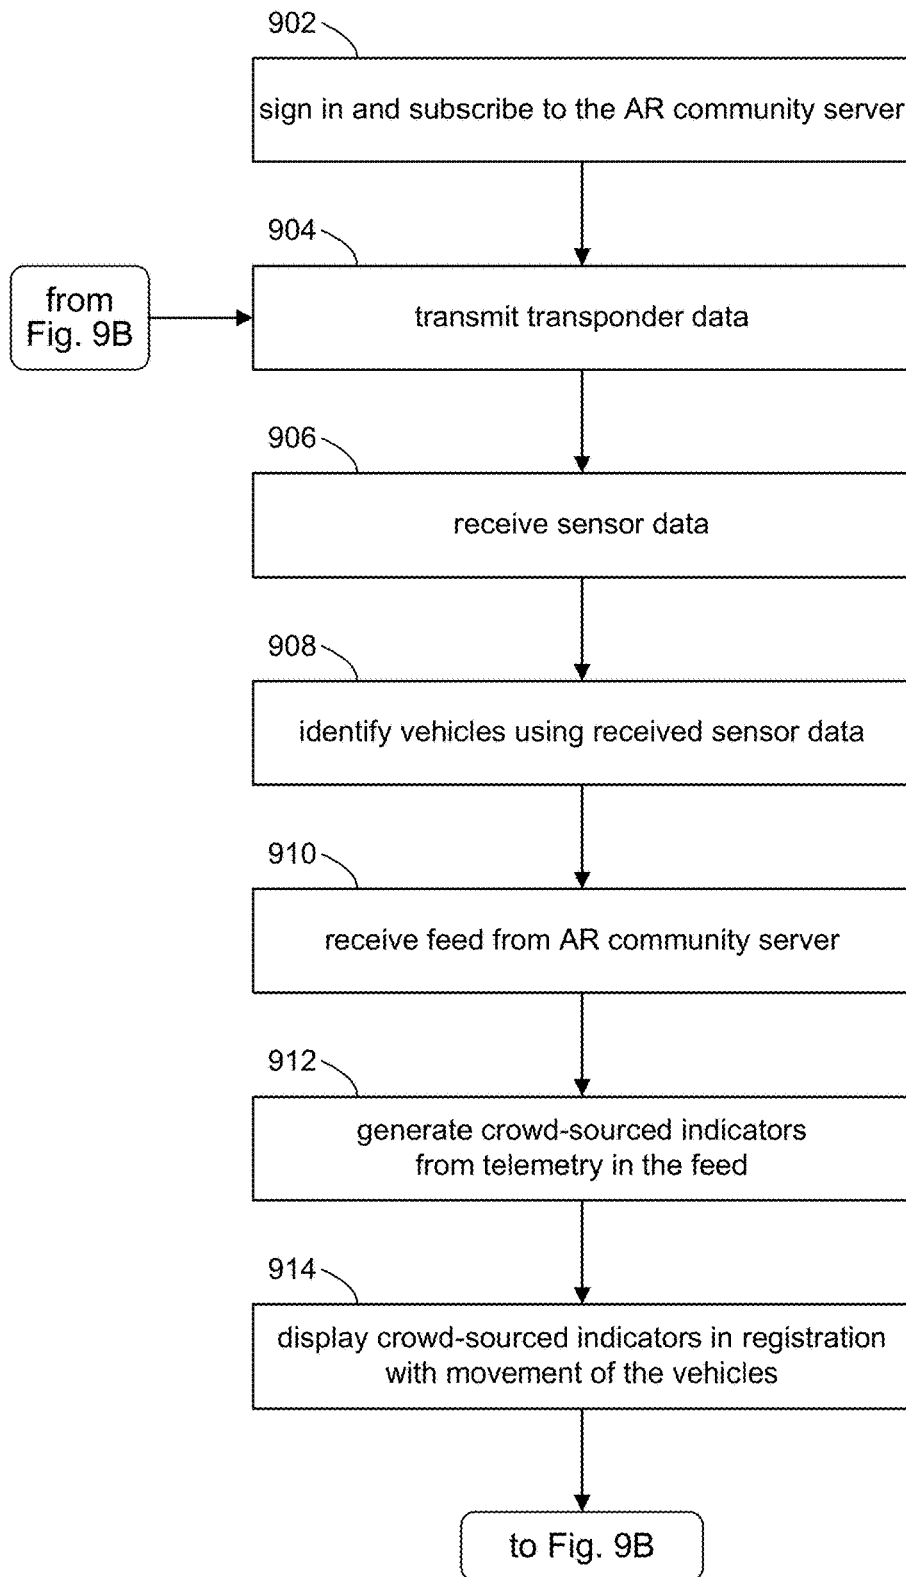 902
sign in and subscribe to the AR community server
904
from
Fig. 9B
transmit transponder data
906
receive sensor data
908
identify vehicles using received sensor data
910
receive feed from AR community server
912
generate crowd-sourced indicators
from telemetry in the feed
914
display crowd-sourced indicators in registration
with movement of the vehicles
to Fig. 9B